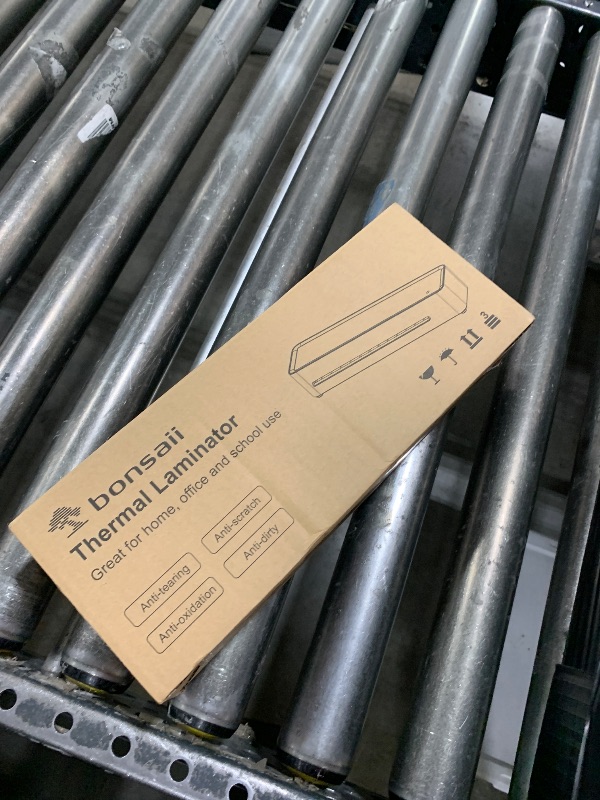 bonsaii
Thermal Laminator
Great for home, office and school use
Anti-tearing
Anti-scratch
Anti-oxidation
Anti-dirty
3